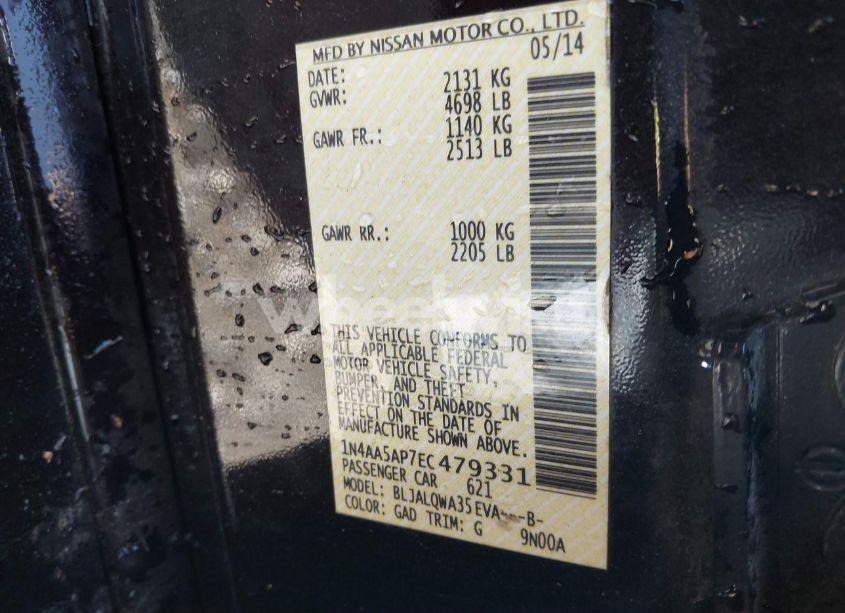 MFD BY NISSAN MOTOR CO., LTD.
DATE: 05/14
GVWR: 2131 KG
4698 LB
GAWR FR.: 1140 KG
2513 LB
GAWR RR.: 1000 KG
2205 LB
THIS VEHICLE CONFORMS TO
ALL APPLICABLE FEDERAL
MOTOR VEHICLE SAFETY,
BUMPER, AND THEFT
PREVENTION STANDARDS IN
EFFECT ON THE DATE OF
MANUFACTURE SHOWN ABOVE.
1N4AA5AP7EC479331
PASSENGER CAR 621
MODEL: BLJALQWA35EVA---B-
COLOR: GAD TRIM: G 9N00A